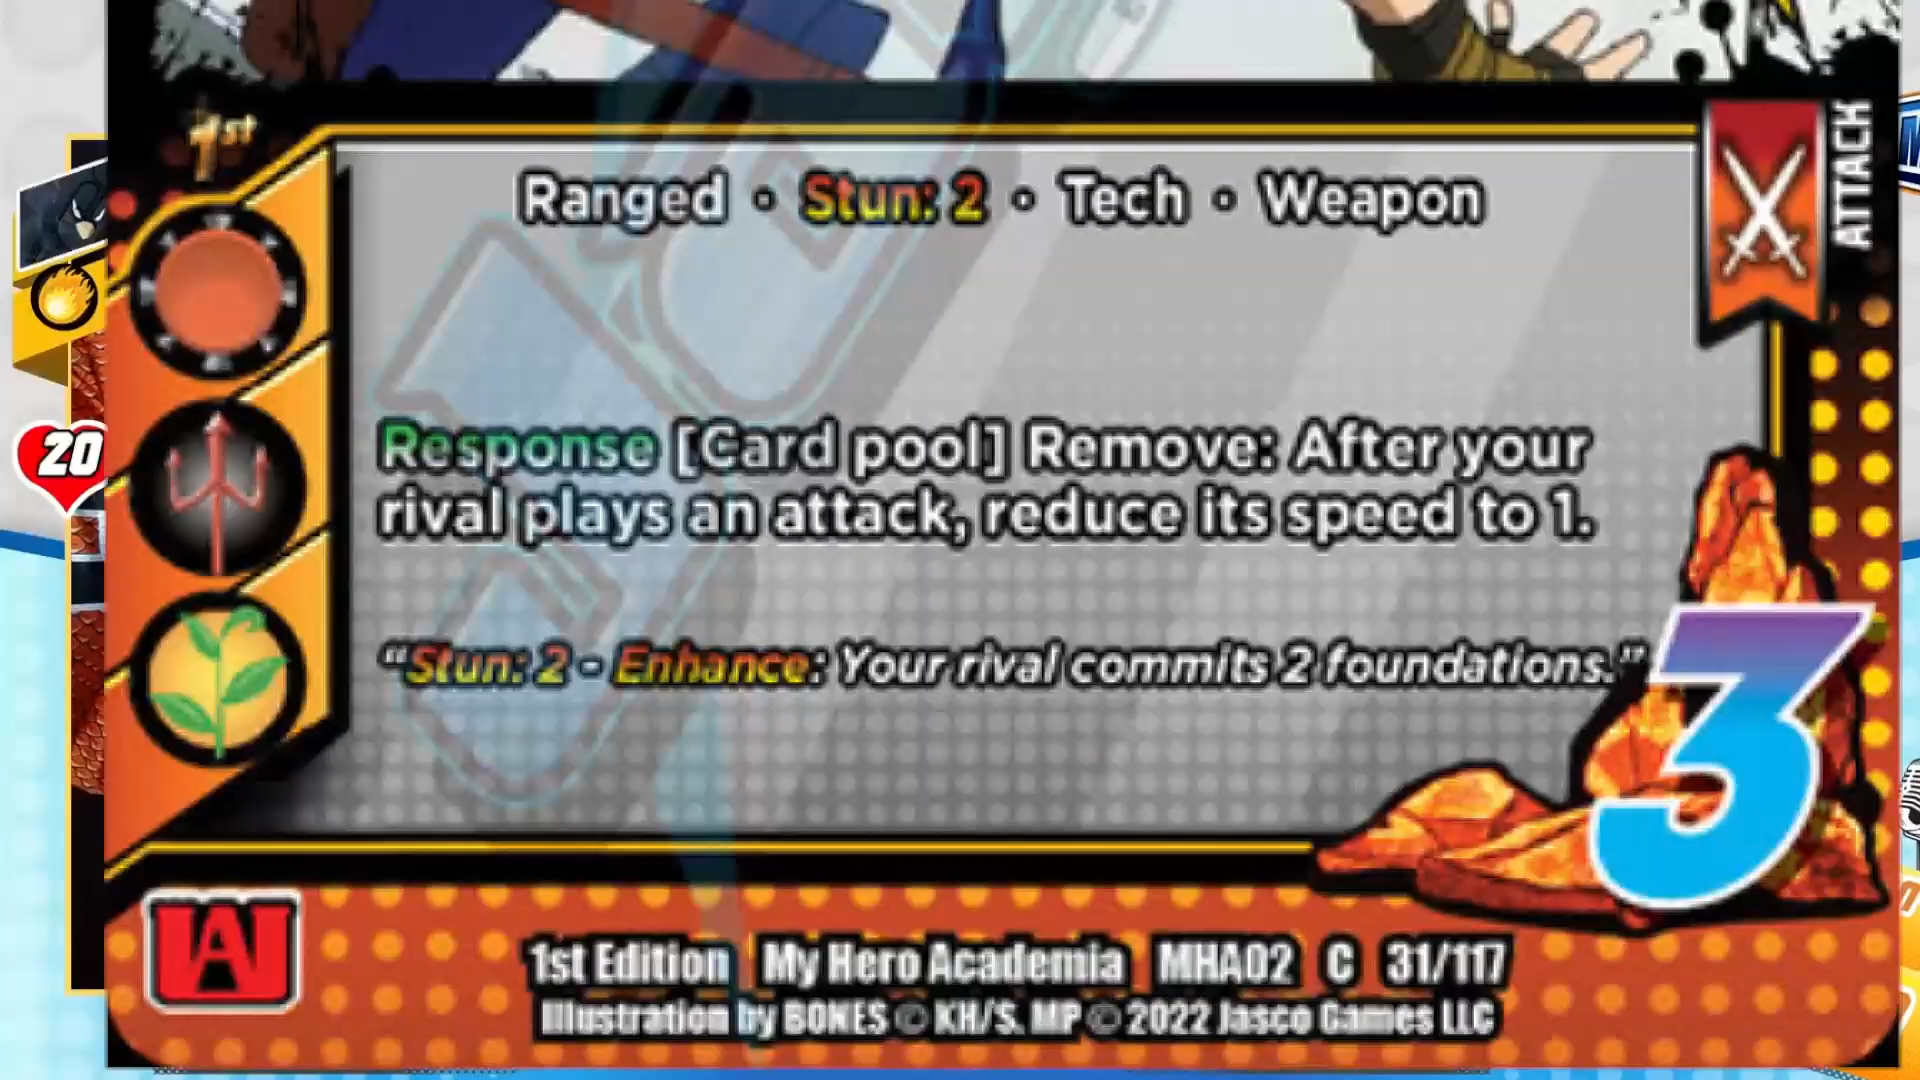 1st
ATTACK
Ranged • Stun: 2 • Tech • Weapon
20
Response [Card pool] Remove: After your
rival plays an attack, reduce its speed to 1.
“Stun: 2 - Enhance: Your rival commits 2 foundations.”
3
UA
1st Edition My Hero Academia MHA02 C 31/117
Illustration by BONES © KH/S. MP © 2022 Jasco Games LLC